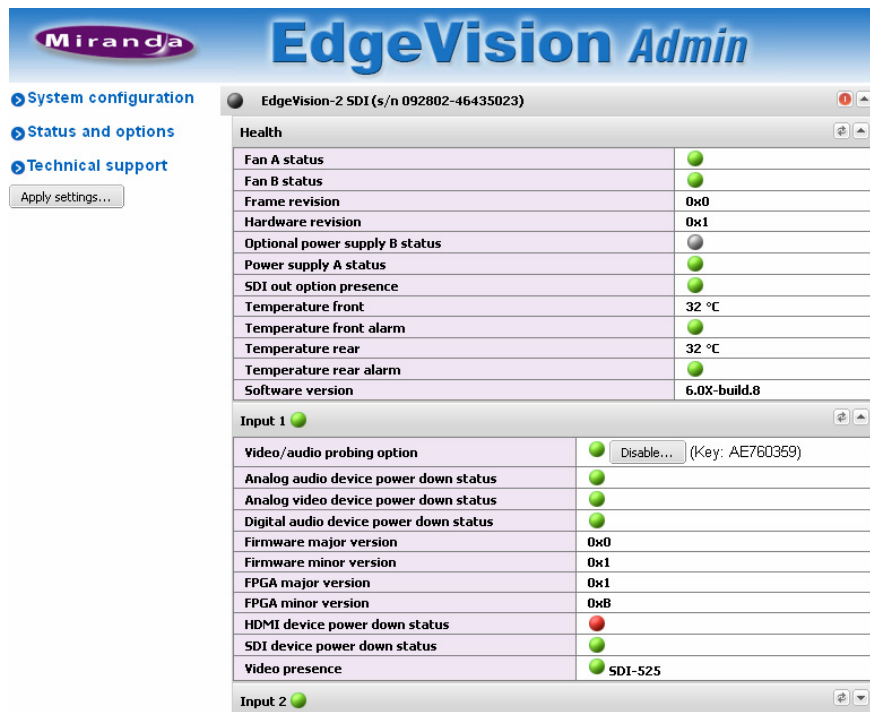 Miranda
EdgeVision Admin
System configuration
Status and options
Technical support
Apply settings...
EdgeVision-2 SDI (s/n 092802-46435023)
Health
Fan A status
Fan B status
Frame revision 0x0
Hardware revision 0x1
Optional power supply B status
Power supply A status
SDI out option presence
Temperature front 32 °C
Temperature front alarm
Temperature rear 32 °C
Temperature rear alarm
Software version 6.0X-build.8
Input 1
Video/audio probing option Disable... (Key: AE760359)
Analog audio device power down status
Analog video device power down status
Digital audio device power down status
Firmware major version 0x0
Firmware minor version 0x1
FPGA major version 0x1
FPGA minor version 0xB
HDMI device power down status
SDI device power down status
Video presence SDI-525
Input 2